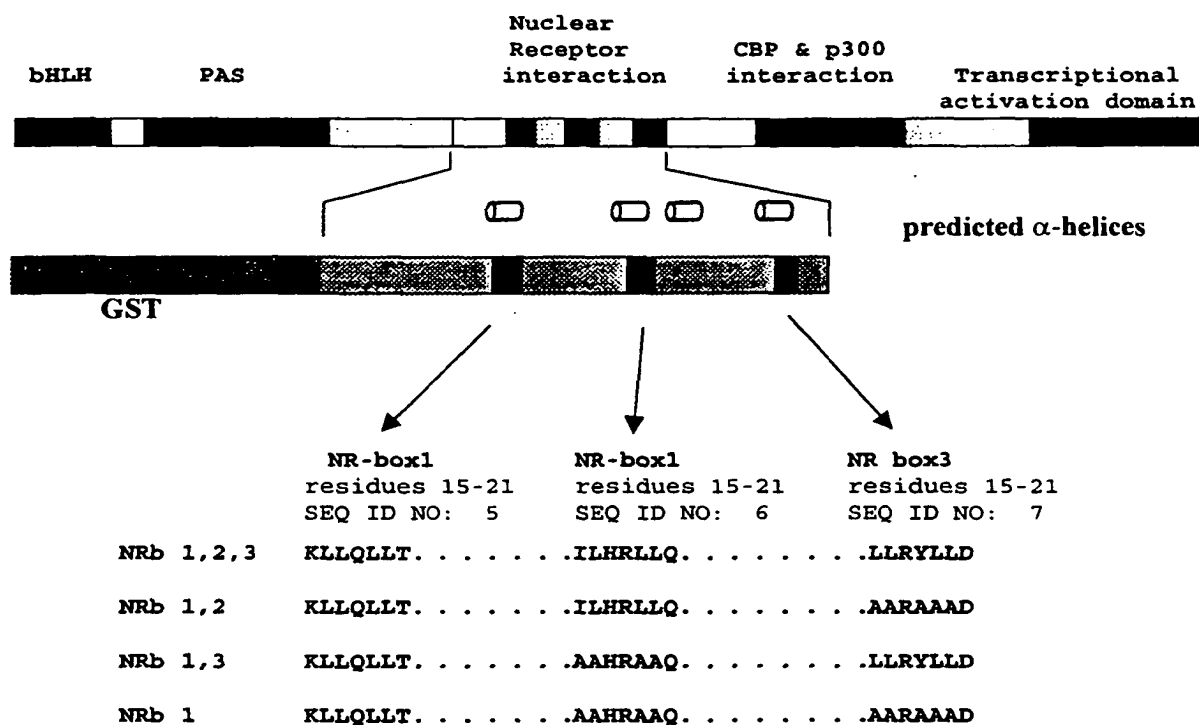 Nuclear
Receptor
interaction
CBP & p300
interaction
bHLH
PAS
Transcriptional
activation domain
predicted α-helices
GST
NR-box1 NR-box1 NR box3
residues 15-21 residues 15-21 residues 15-21
SEQ ID NO: 5 SEQ ID NO: 6 SEQ ID NO: 7
NRb 1,2,3 KLLQLLT. . . . . . .ILHRLLQ. . . . . . . .LLRYLLD
NRb 1,2 KLLQLLT. . . . . . .ILHRLLQ. . . . . . . .AARAAAD
NRb 1,3 KLLQLLT. . . . . . .AAHRAAQ. . . . . . . .LLRYLLD
NRb 1 KLLQLLT. . . . . . .AAHRAAQ. . . . . . . .AARAAAD